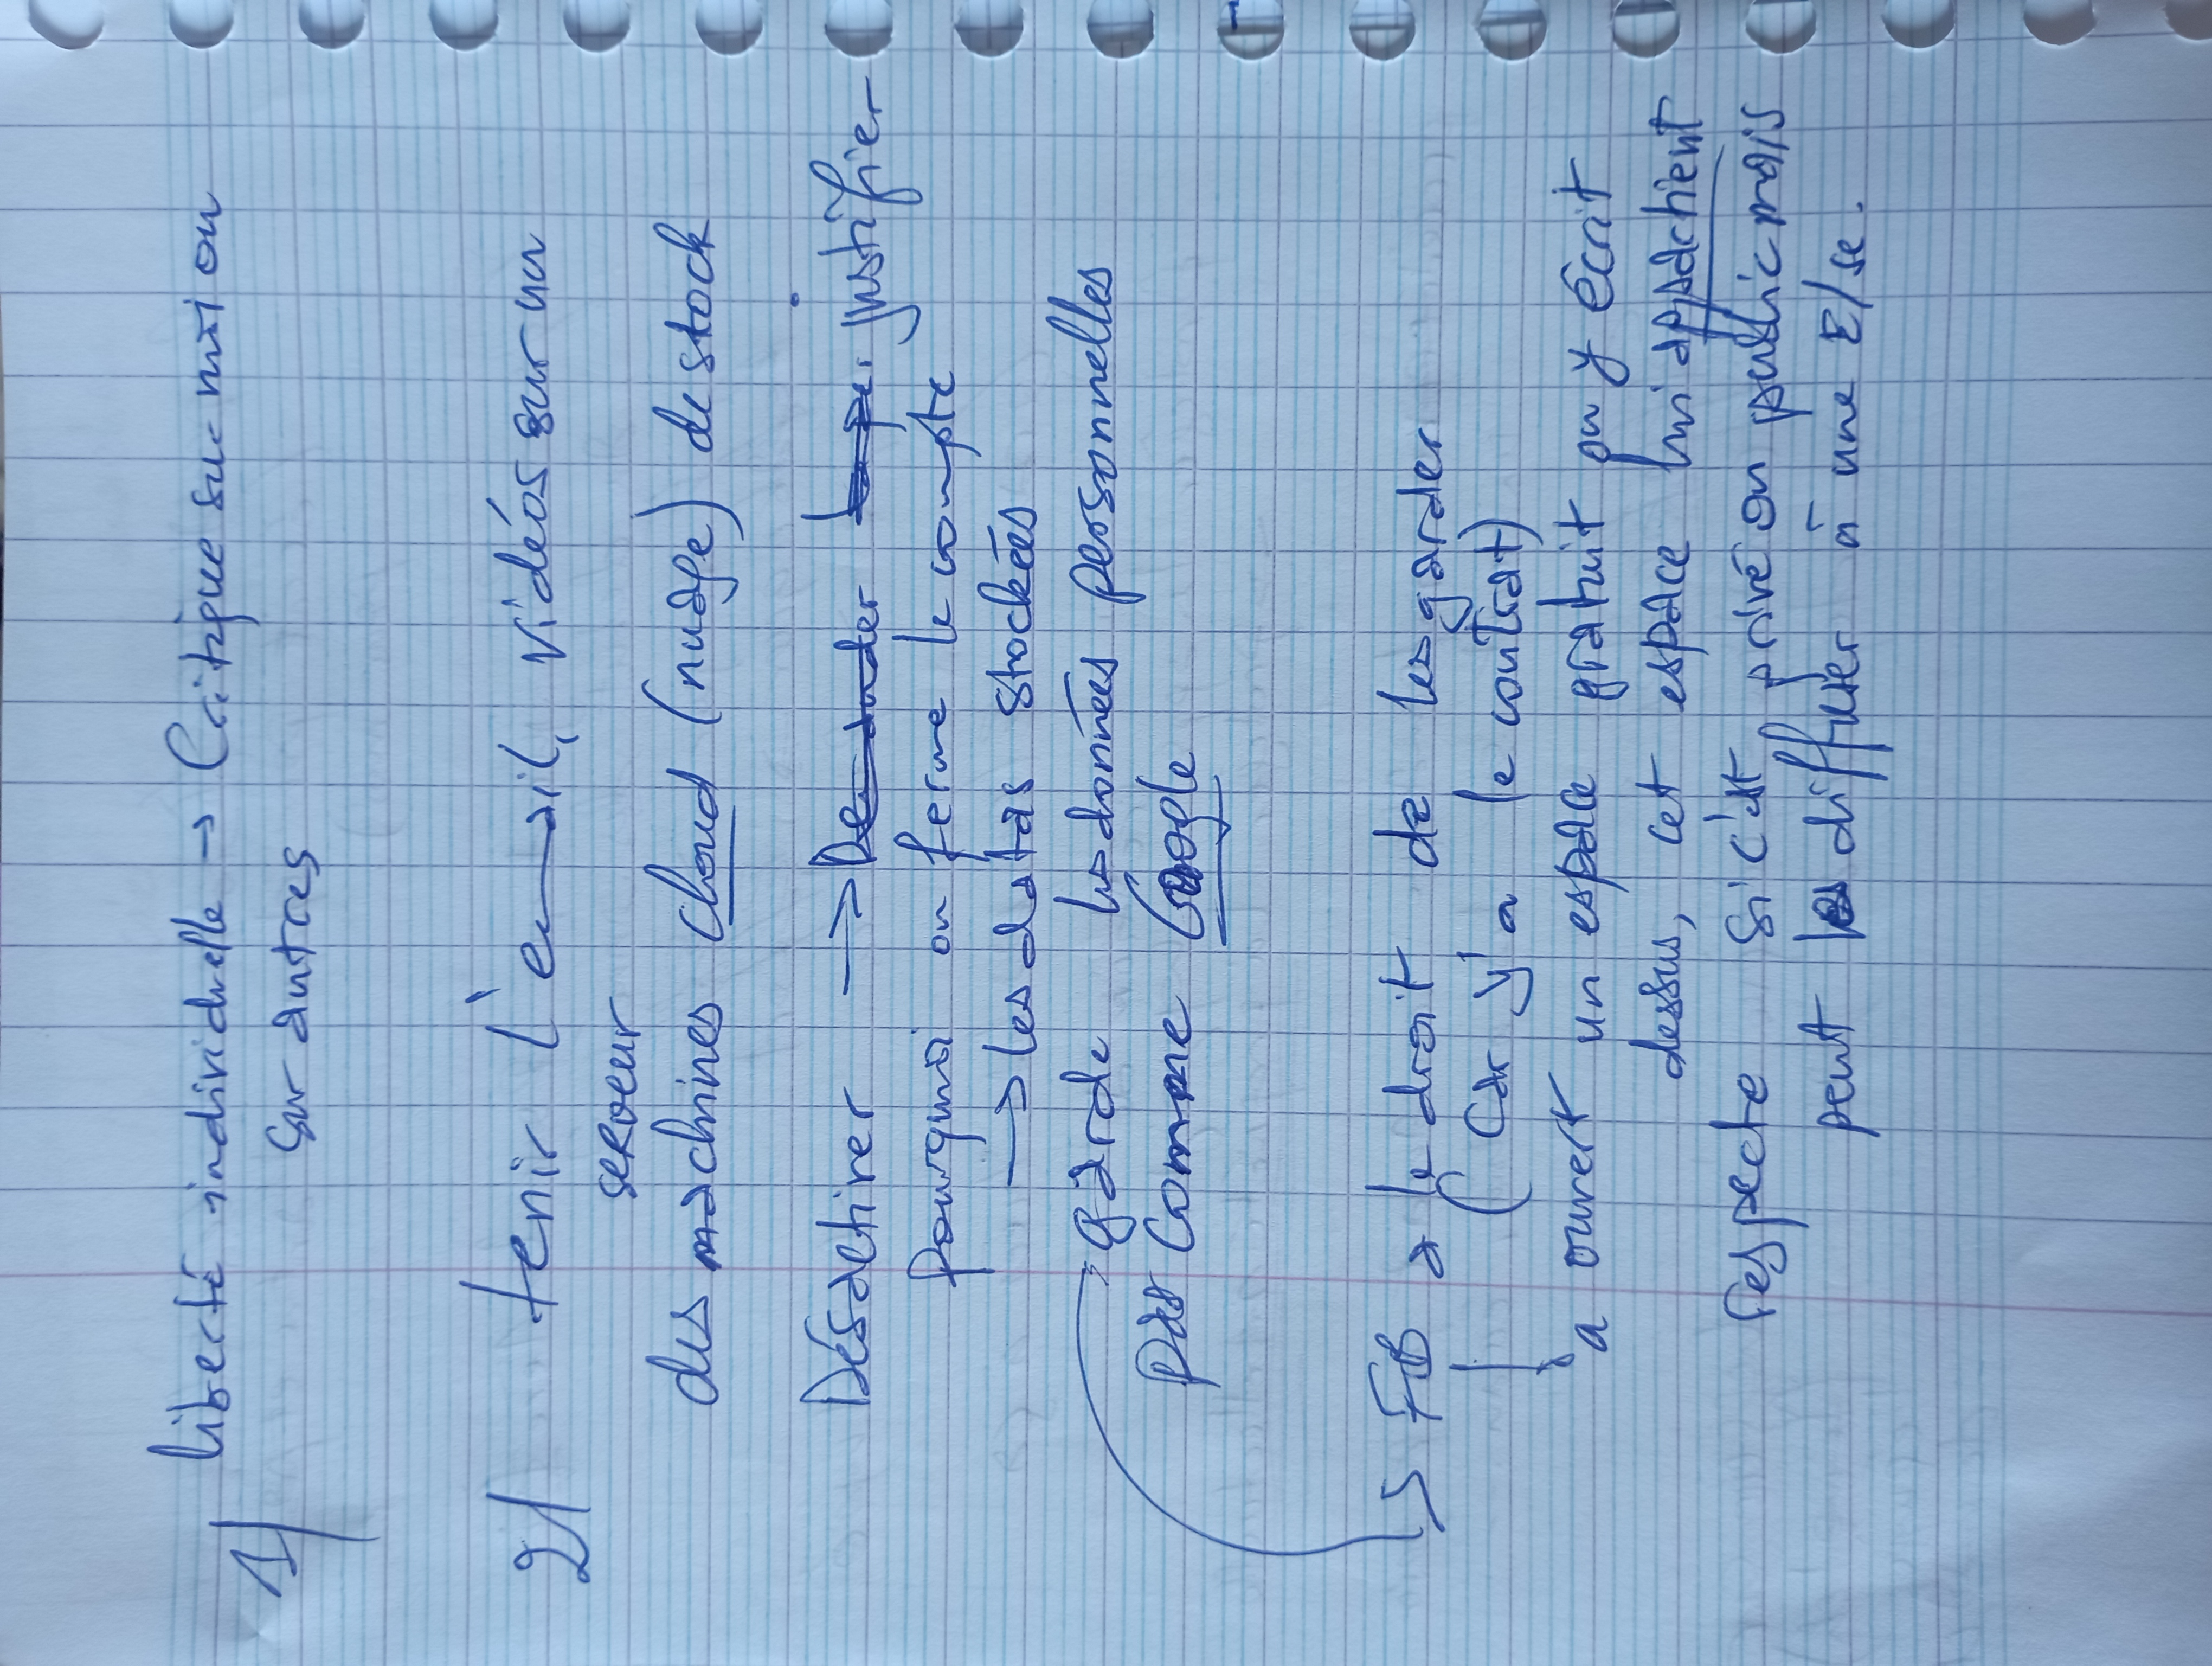 1/ liberté individuelle → Critique sur moi ou
sur autres
2/ tenir l'email, vidéos sur un
serveur
des machines cloud (nuage) de stock
Désactiver → Demander justifier
pourquoi on ferme le compte
→ les datas stockées
→ garde les données personnelles
pas comme Google
→ FB a le droit de les garder
(car y'a le contrat)
a ouvert un espace gratuit on y écrit
dessus, cet espace lui appartient
respecte si c'est privé ou public mais
peut les diffuser à une E/se.